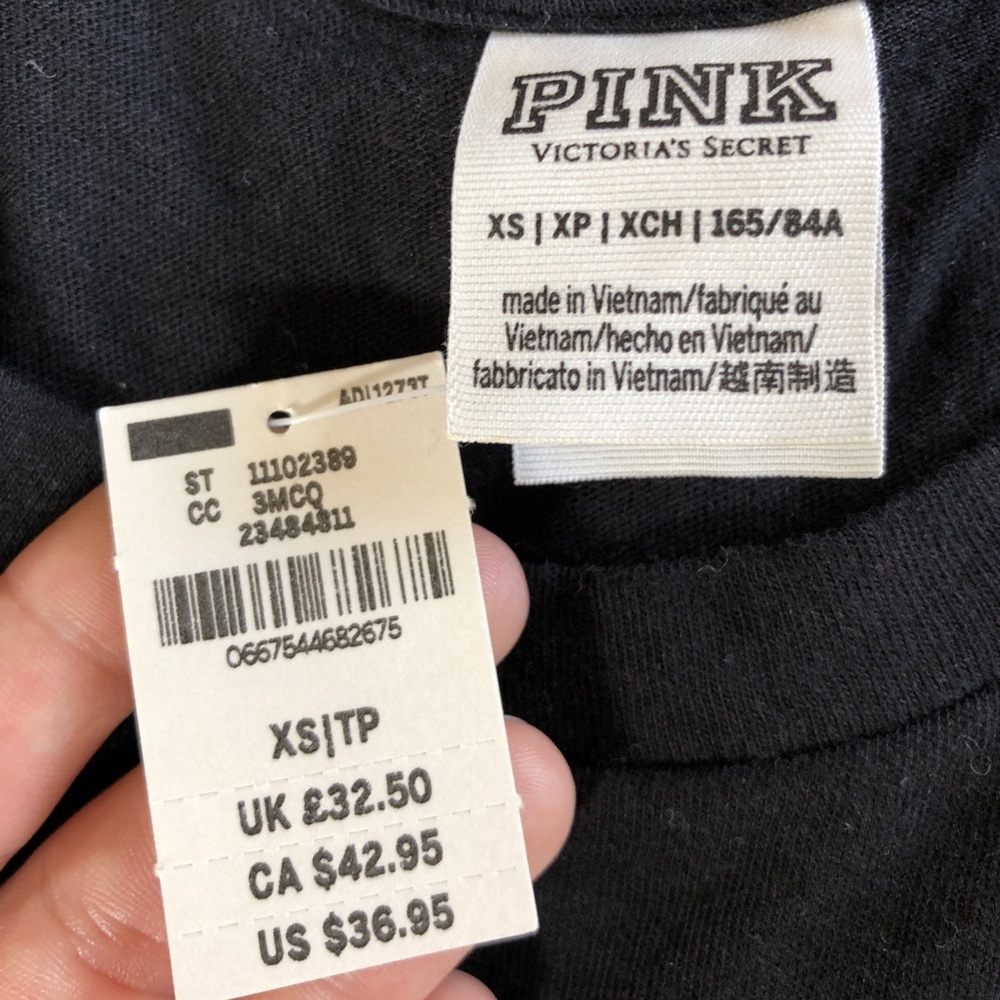 PINK
VICTORIA'S SECRET
XS | XP | XCH | 165/84A
made in Vietnam/fabriqué au
Vietnam/hecho en Vietnam/
fabbricato in Vietnam/越南制造
ST 11102389
CC 3MCQ
23484811
0667544682675
XS|TP
UK £32.50
CA $42.95
US $36.95